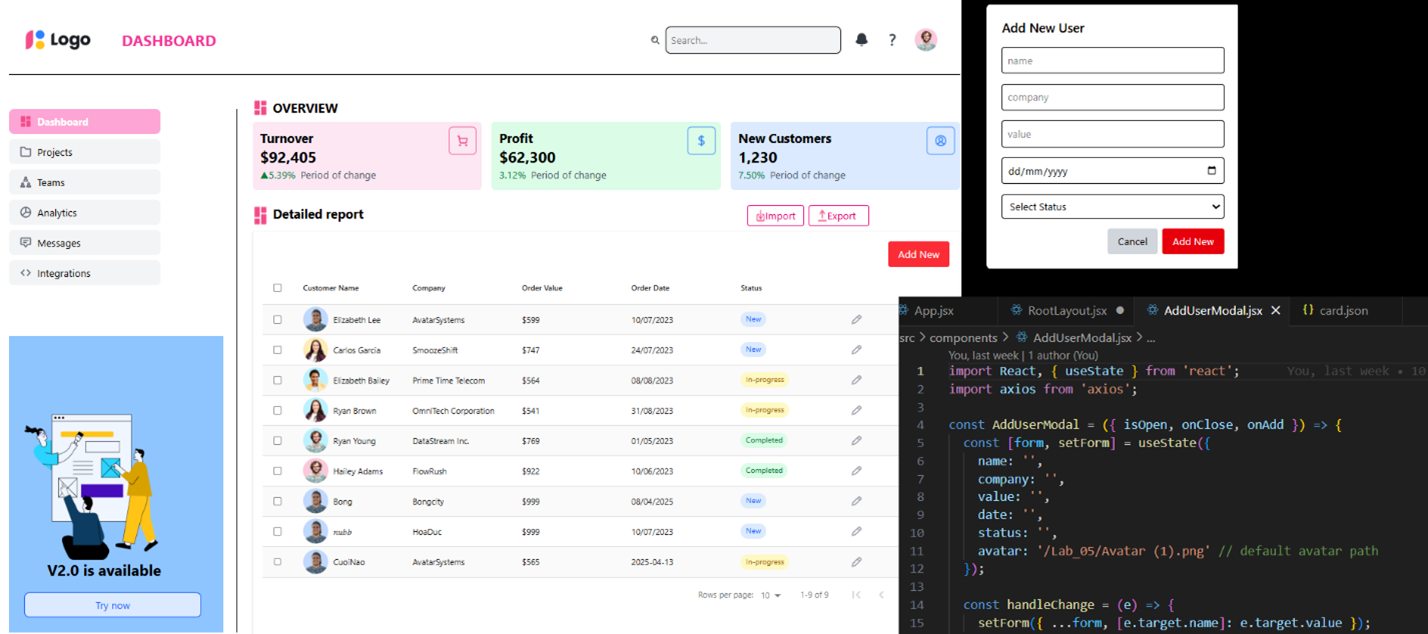 Logo
DASHBOARD
Search...
?
Dashboard
Projects
Teams
Analytics
Messages
Integrations
V2.0 is available
Try now
OVERVIEW
Turnover
$92,405
▲5.39% Period of change
Profit
$62,300
3.12% Period of change
$
New Customers
1,230
7.50% Period of change
Detailed report
Import
Export
Add New
Customer Name Company Order Value Order Date Status
Elizabeth Lee AvatarSystems $599 10/07/2023 New
Carlos Garcia SmoozeShift $747 24/07/2023 New
Elizabeth Bailey Prime Time Telecom $564 08/08/2023 In-progress
Ryan Brown OmniTech Corporation $541 31/08/2023 In-progress
Ryan Young DataStream Inc. $769 01/05/2023 Completed
Hailey Adams FlowRush $922 10/06/2023 Completed
Bong Bongcity $999 08/04/2025 New
HoaDuc $999 10/07/2023 New
CuoiNao AvatarSystems $565 2025-04-13 In-progress
Rows per page: 10 1-9 of 9
Add New User
name
company
value
dd/mm/yyyy
Select Status
Cancel Add New
App.jsx RootLayout.jsx AddUserModal.jsx {} card.json
src > components > AddUserModal.jsx > ...
You, last week | 1 author (You)
1 import React, { useState } from 'react'; You, last week • 10
2 import axios from 'axios';
3
4 const AddUserModal = ({ isOpen, onClose, onAdd }) => {
5 const [form, setForm] = useState({
6 name: '',
7 company: '',
8 value: '',
9 date: '',
10 status: '',
11 avatar: '/Lab_05/Avatar (1).png' // default avatar path
12 });
13
14 const handleChange = (e) => {
15 setForm({ ...form, [e.target.name]: e.target.value });